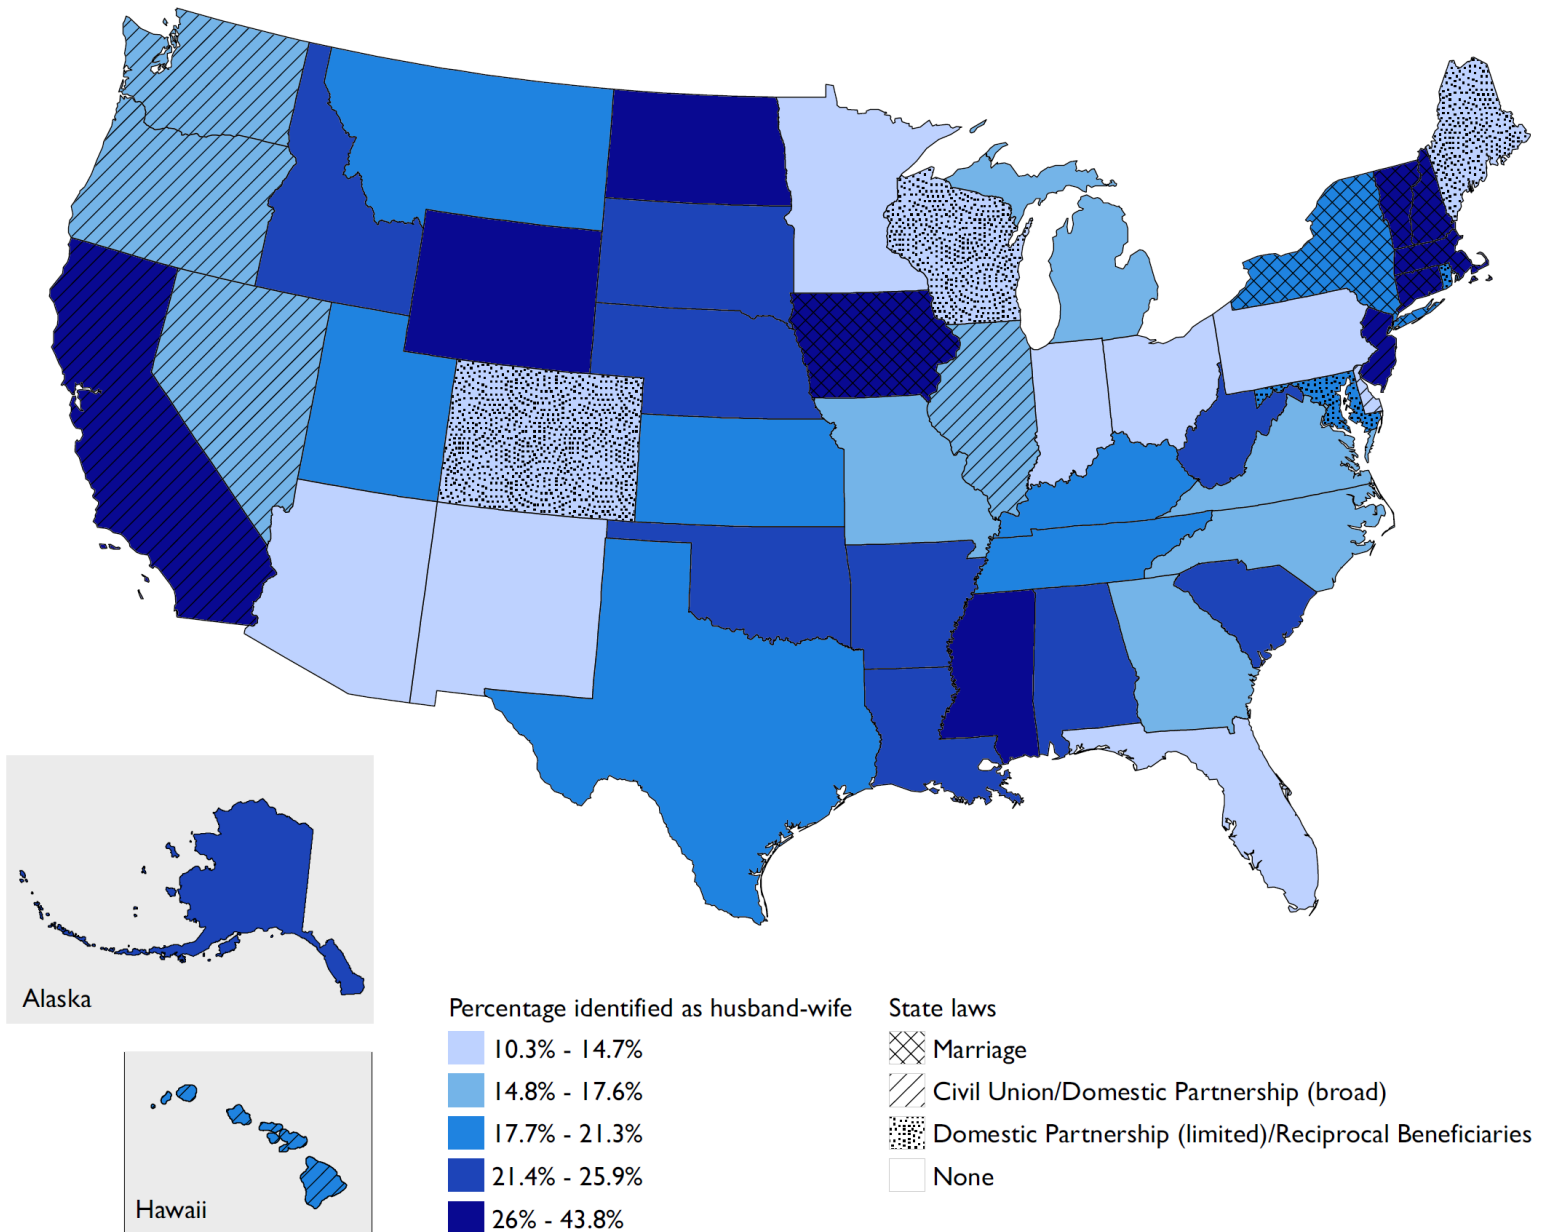 Alaska
Hawaii
Percentage identified as husband-wife
10.3% - 14.7%
14.8% - 17.6%
17.7% - 21.3%
21.4% - 25.9%
26% - 43.8%
State laws
Marriage
Civil Union/Domestic Partnership (broad)
Domestic Partnership (limited)/Reciprocal Beneficiaries
None